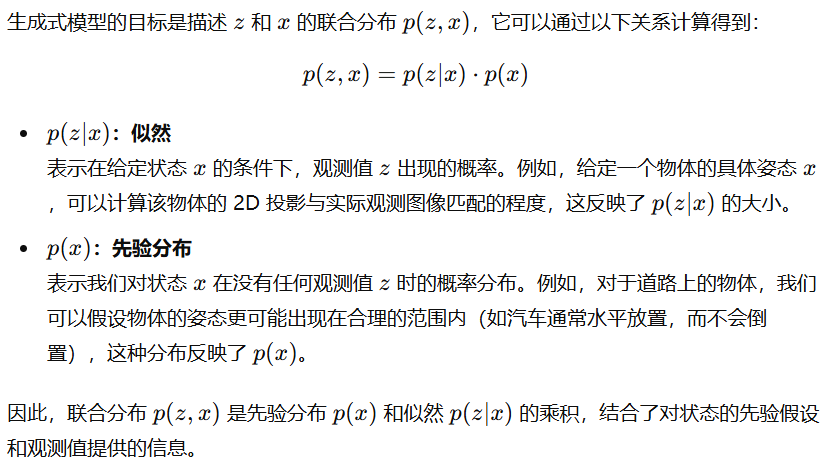 生成式模型的目标是描述 z 和 x 的联合分布 p(z, x)，它可以通过以下关系计算得到：
p(z, x) = p(z|x) · p(x)
• p(z|x)：似然
表示在给定状态 x 的条件下，观测值 z 出现的概率。例如，给定一个物体的具体姿态 x
，可以计算该物体的 2D 投影与实际观测图像匹配的程度，这反映了 p(z|x) 的大小。
• p(x)：先验分布
表示我们对状态 x 在没有任何观测值 z 时的概率分布。例如，对于道路上的物体，我们
可以假设物体的姿态更可能出现在合理的范围内（如汽车通常水平放置，而不会倒
置），这种分布反映了 p(x)。
因此，联合分布 p(z, x) 是先验分布 p(x) 和似然 p(z|x) 的乘积，结合了对状态的先验假设
和观测值提供的信息。